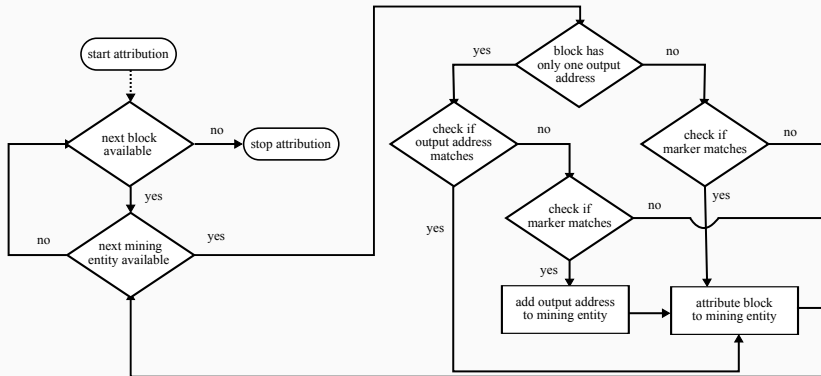 start attribution
next block
available
no
stop attribution
yes
next mining
entity available
no
yes
block has
only one output
address
yes
no
check if
output address
matches
no
check if
marker matches
no
yes
check if
marker matches
no
yes
yes
add output address
to mining entity
attribute block
to mining entity